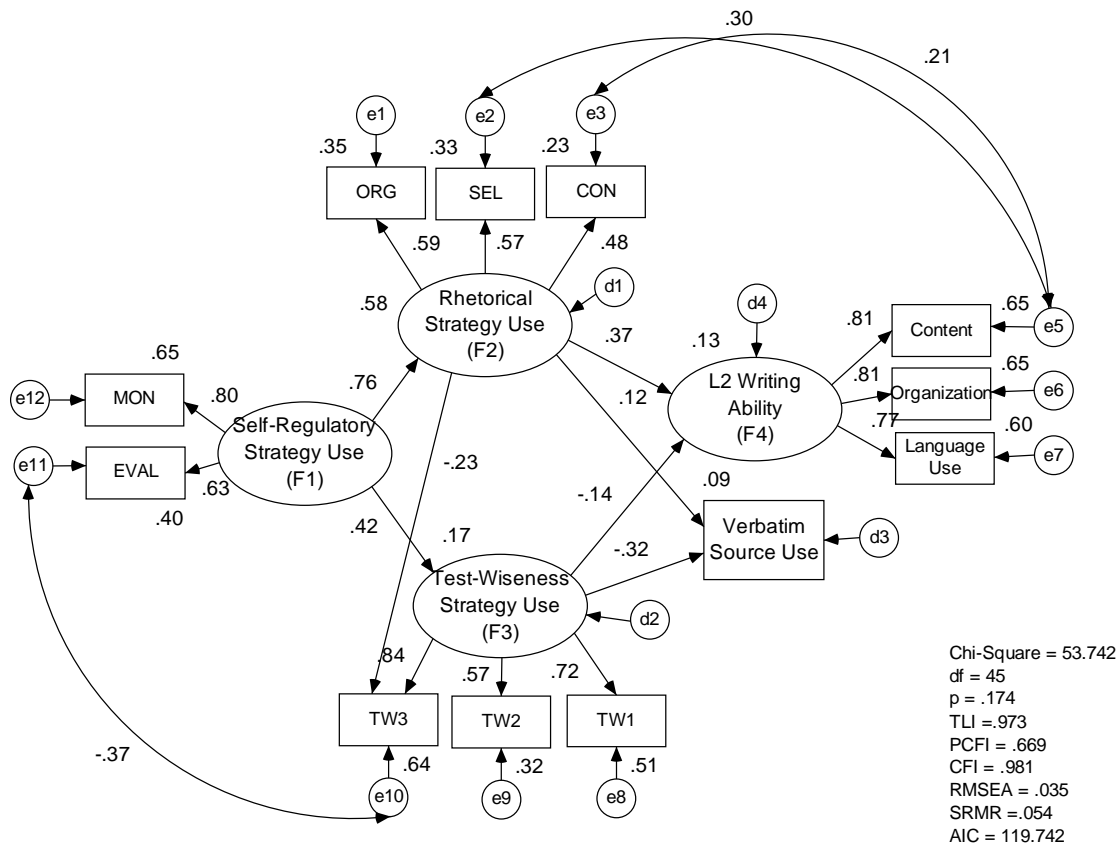 .30
.21
e1
e2
e3
.35
.33
.23
ORG
SEL
CON
.59
.57
.48
.58
Rhetorical
Strategy Use
(F2)
d1
d4
.65
.81
Content
e5
.37
.13
.65
.81
Organization
e6
L2 Writing
Ability
(F4)
.12
.77
.60
Language
Use
e7
.65
e12
MON
.80
.76
Self-Regulatory
Strategy Use
(F1)
e11
EVAL
.63
.40
-.23
.42
.17
-.14
.09
Verbatim
Source Use
d3
-.32
Test-Wiseness
Strategy Use
(F3)
d2
.84
.57
.72
TW3
TW2
TW1
-.37
.64
.32
.51
e10
e9
e8
Chi-Square = 53.742
df = 45
p = .174
TLI =.973
PCFI = .669
CFI = .981
RMSEA = .035
SRMR =.054
AIC = 119.742